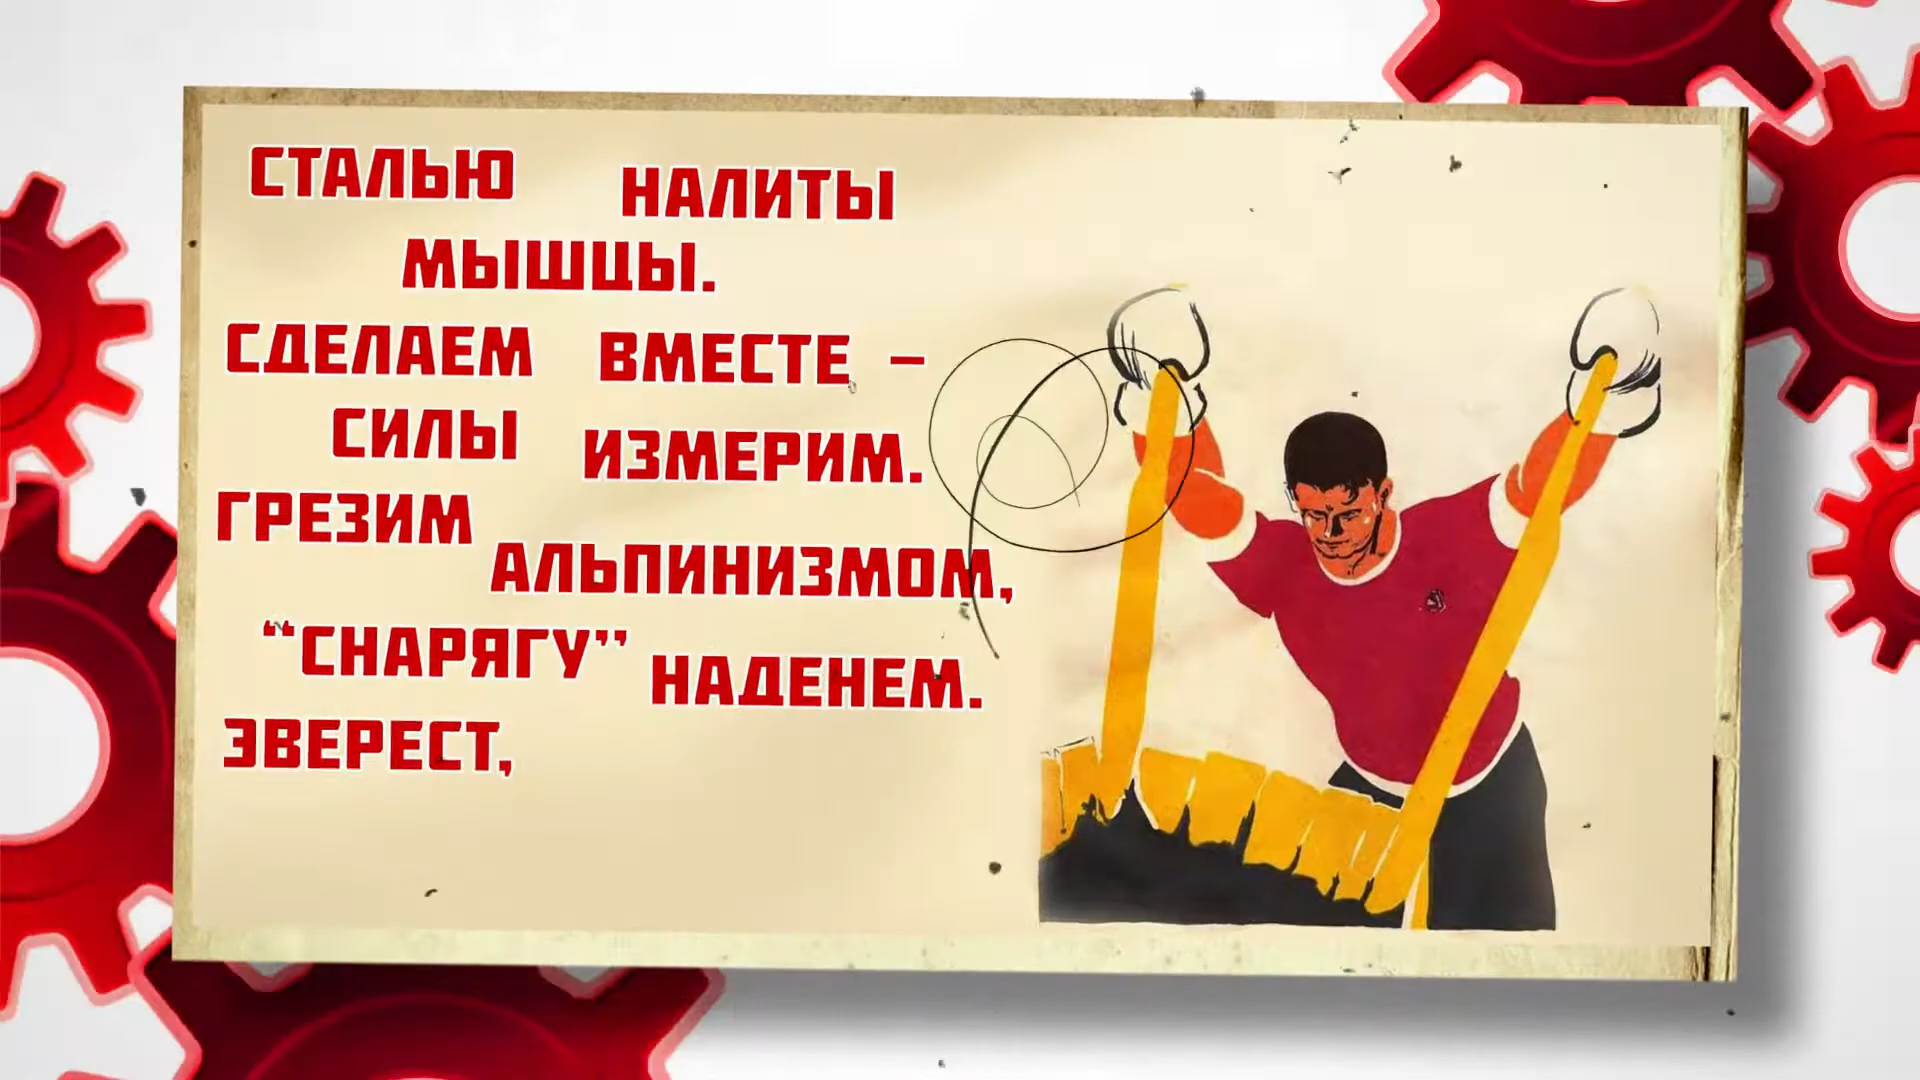 СТАЛЬЮ НАЛИТЫ
МЫШЦЫ.
СДЕЛАЕМ ВМЕСТЕ –
СИЛЫ ИЗМЕРИМ.
ГРЕЗИМ АЛЬПИНИЗМОМ,
“СНАРЯГУ” НАДЕНЕМ.
ЭВЕРЕСТ,